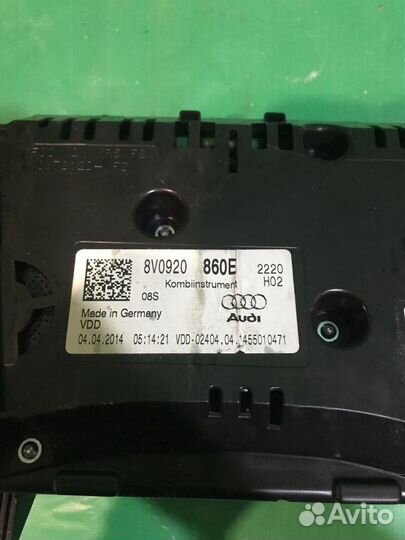 8V0920 860E 2220
Kombiinstrument H02
08S
Audi
Made in Germany
VDD
04.04.2014 05:14:21 VDD-02404.04.1455010471
Avito